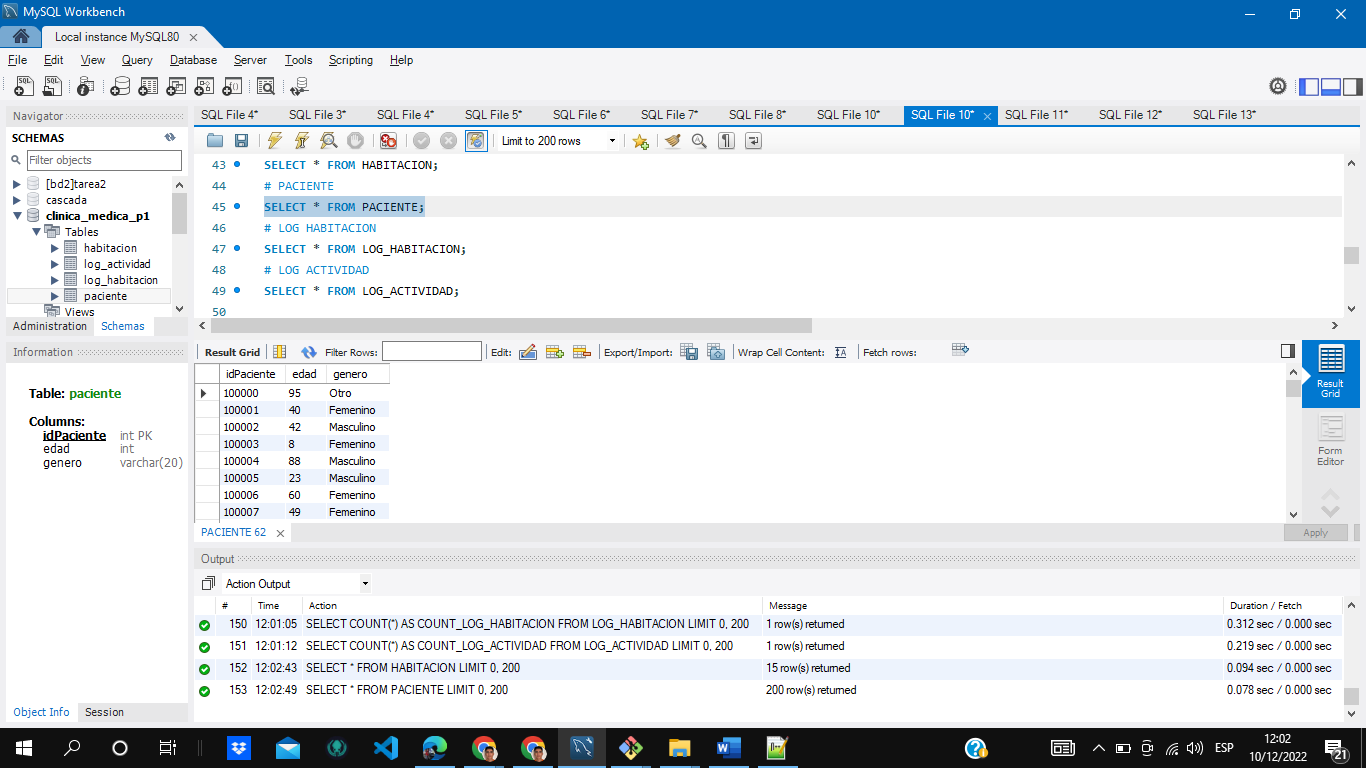 MySQL Workbench
Local instance MySQL80
File Edit View Query Database Server Tools Scripting Help
Navigator
SCHEMAS
Filter objects
[bd2]tarea2
cascada
clinica_medica_p1
Tables
habitacion
log_actividad
log_habitacion
paciente
Views
Administration Schemas
Information
Table: paciente
Columns:
idPaciente int PK
edad int
genero varchar(20)
Object Info Session
SQL File 4* SQL File 3* SQL File 4* SQL File 5* SQL File 6* SQL File 7* SQL File 8* SQL File 10* SQL File 10* SQL File 11* SQL File 12* SQL File 13*
Limit to 200 rows
43 SELECT * FROM HABITACION;
44 # PACIENTE
45 SELECT * FROM PACIENTE;
46 # LOG HABITACION
47 SELECT * FROM LOG_HABITACION;
48 # LOG ACTIVIDAD
49 SELECT * FROM LOG_ACTIVIDAD;
50
Result Grid Filter Rows: Edit: Export/Import: Wrap Cell Content: Fetch rows:
idPaciente edad genero
100000 95 Otro
100001 40 Femenino
100002 42 Masculino
100003 8 Femenino
100004 88 Masculino
100005 23 Masculino
100006 60 Femenino
100007 49 Femenino
Result
Grid
Form
Editor
PACIENTE 62
Apply
Output
Action Output
# Time Action Message Duration / Fetch
150 12:01:05 SELECT COUNT(*) AS COUNT_LOG_HABITACION FROM LOG_HABITACION LIMIT 0, 200 1 row(s) returned 0.312 sec / 0.000 sec
151 12:01:12 SELECT COUNT(*) AS COUNT_LOG_ACTIVIDAD FROM LOG_ACTIVIDAD LIMIT 0, 200 1 row(s) returned 0.219 sec / 0.000 sec
152 12:02:43 SELECT * FROM HABITACION LIMIT 0, 200 15 row(s) returned 0.094 sec / 0.000 sec
153 12:02:49 SELECT * FROM PACIENTE LIMIT 0, 200 200 row(s) returned 0.078 sec / 0.000 sec
ESP
12:02
10/12/2022
21